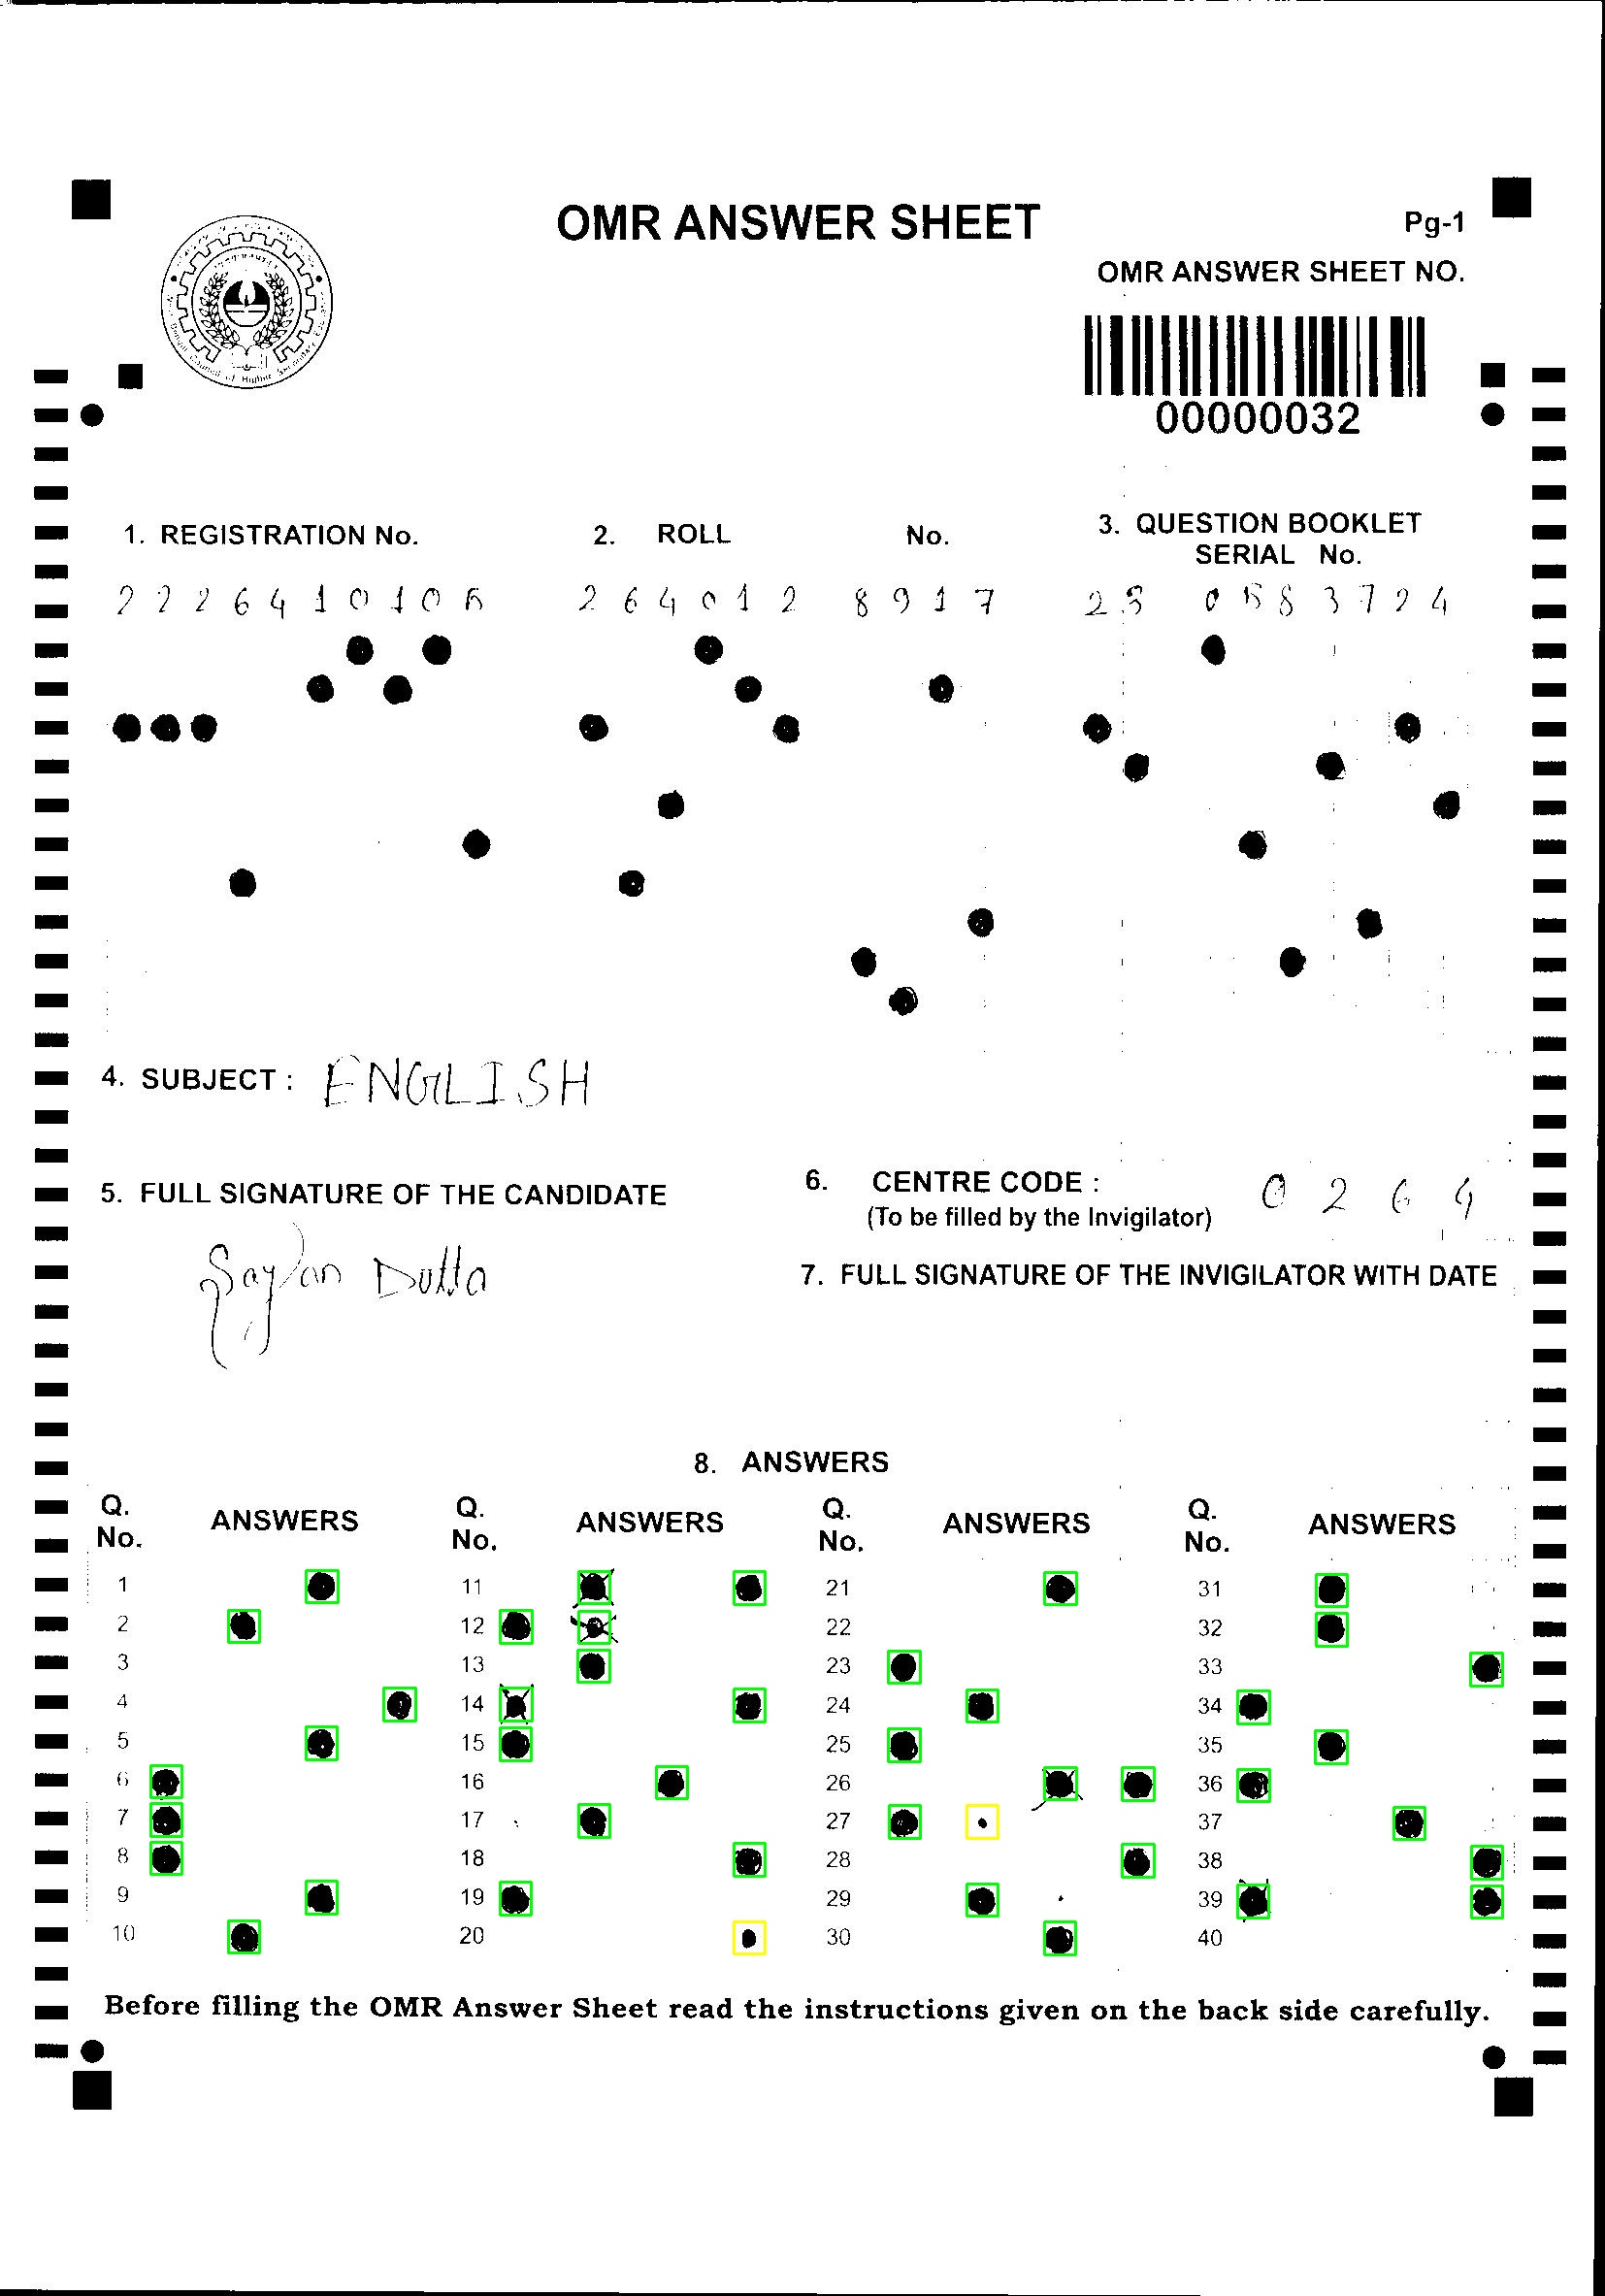 OMR ANSWER SHEET
Pg-1
OMR ANSWER SHEET NO.
00000032
1. REGISTRATION No.
2. ROLL No.
3. QUESTION BOOKLET
SERIAL No.
2 2 2 6 4 1 0 1 0 5
2 6 4 0 1 2 8 9 1 7
2 3 0 5 8 3 7 2 4
4. SUBJECT : ENGLISH
5. FULL SIGNATURE OF THE CANDIDATE
Sayan Dutta
6. CENTRE CODE : 0 2 6 4
(To be filled by the Invigilator)
7. FULL SIGNATURE OF THE INVIGILATOR WITH DATE
8. ANSWERS
Q. No. ANSWERS Q. No. ANSWERS Q. No. ANSWERS Q. No. ANSWERS
1 11 21 31
2 12 22 32
3 13 23 33
4 14 24 34
5 15 25 35
6 16 26 36
7 17 27 37
8 18 28 38
9 19 29 39
10 20 30 40
Before filling the OMR Answer Sheet read the instructions given on the back side carefully.